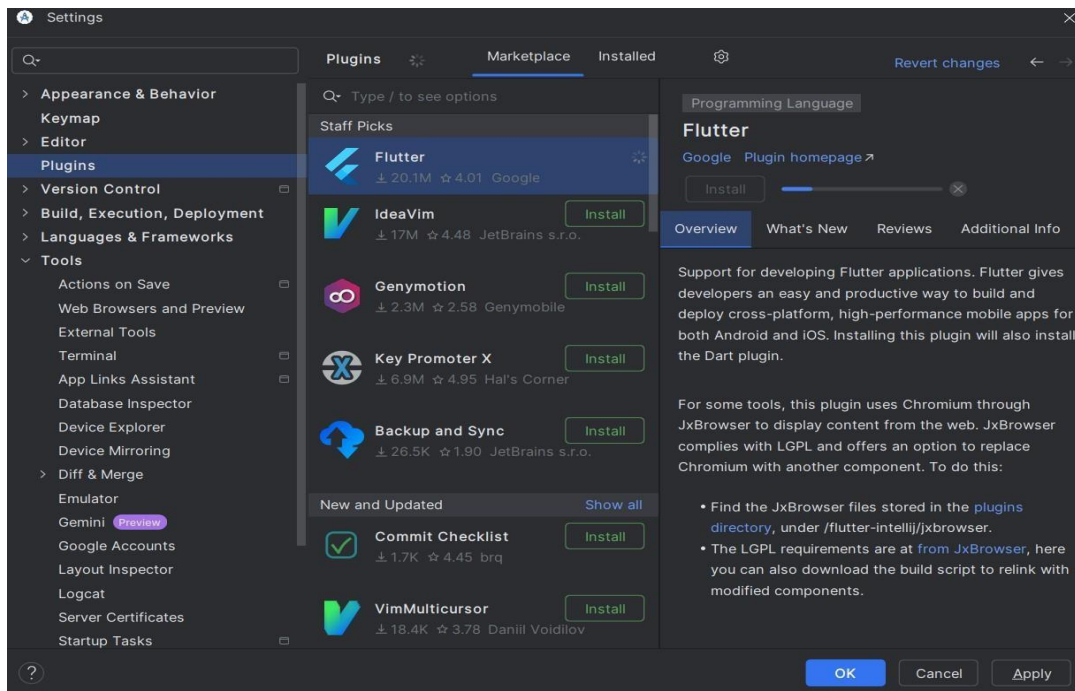 Settings
Appearance & Behavior
Keymap
Editor
Plugins
Version Control
Build, Execution, Deployment
Languages & Frameworks
Tools
Actions on Save
Web Browsers and Preview
External Tools
Terminal
App Links Assistant
Database Inspector
Device Explorer
Device Mirroring
Diff & Merge
Emulator
Gemini Preview
Google Accounts
Layout Inspector
Logcat
Server Certificates
Startup Tasks
Plugins Marketplace Installed
Revert changes
Type / to see options
Staff Picks
Flutter
20.1M 4.01 Google
IdeaVim Install
17M 4.48 JetBrains s.r.o.
Genymotion Install
2.3M 2.58 Genymobile
Key Promoter X Install
6.9M 4.95 Hal's Corner
Backup and Sync Install
26.5K 1.90 JetBrains s.r.o.
New and Updated Show all
Commit Checklist Install
1.7K 4.45 brq
VimMulticursor Install
18.4K 3.78 Daniil Voidilov
Programming Language
Flutter
Google Plugin homepage
Install
Overview What's New Reviews Additional Info
Support for developing Flutter applications. Flutter gives
developers an easy and productive way to build and
deploy cross-platform, high-performance mobile apps for
both Android and iOS. Installing this plugin will also install
the Dart plugin.
For some tools, this plugin uses Chromium through
JxBrowser to display content from the web. JxBrowser
complies with LGPL and offers an option to replace
Chromium with another component. To do this:
• Find the JxBrowser files stored in the plugins
directory, under /flutter-intellij/jxbrowser.
• The LGPL requirements are at from JxBrowser, here
you can also download the build script to relink with
modified components.
?
OK Cancel Apply